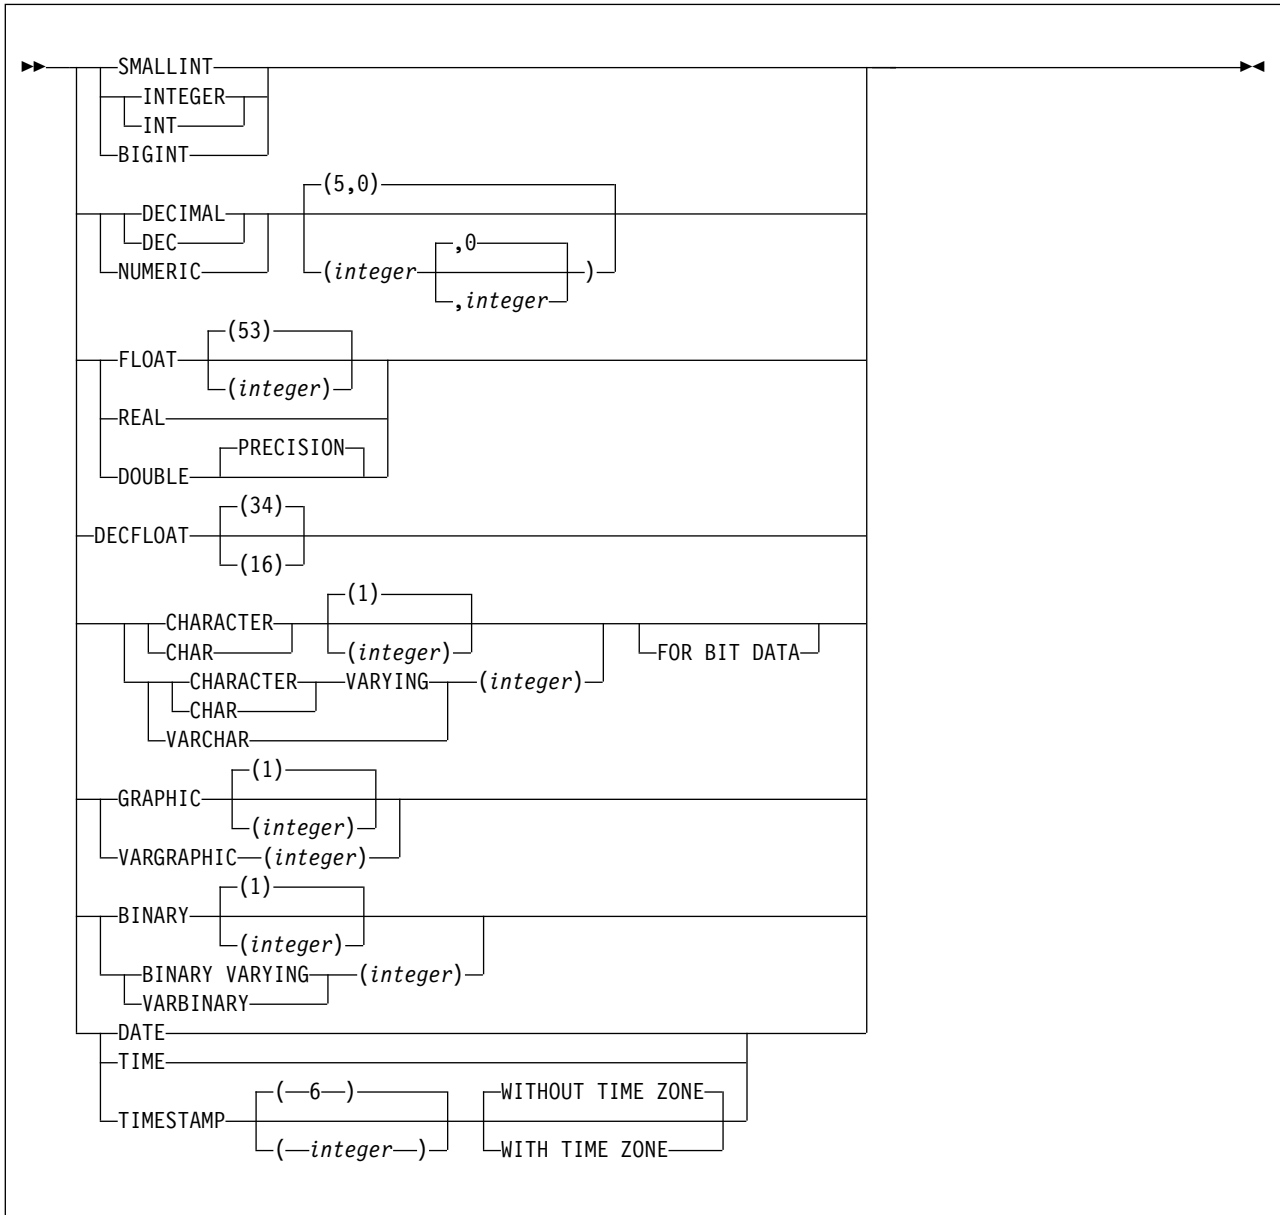 SMALLINT
INTEGER
INT
BIGINT
(5,0)
DECIMAL
DEC
,0
NUMERIC (integer )
,integer
(53)
FLOAT
(integer)
REAL
PRECISION
DOUBLE
(34)
DECFLOAT
(16)
(1)
CHARACTER
CHAR (integer) FOR BIT DATA
CHARACTER VARYING (integer)
CHAR
VARCHAR
(1)
GRAPHIC
(integer)
VARGRAPHIC (integer)
(1)
BINARY
(integer)
BINARY VARYING (integer)
VARBINARY
DATE
TIME
( 6 ) WITHOUT TIME ZONE
TIMESTAMP
( integer ) WITH TIME ZONE